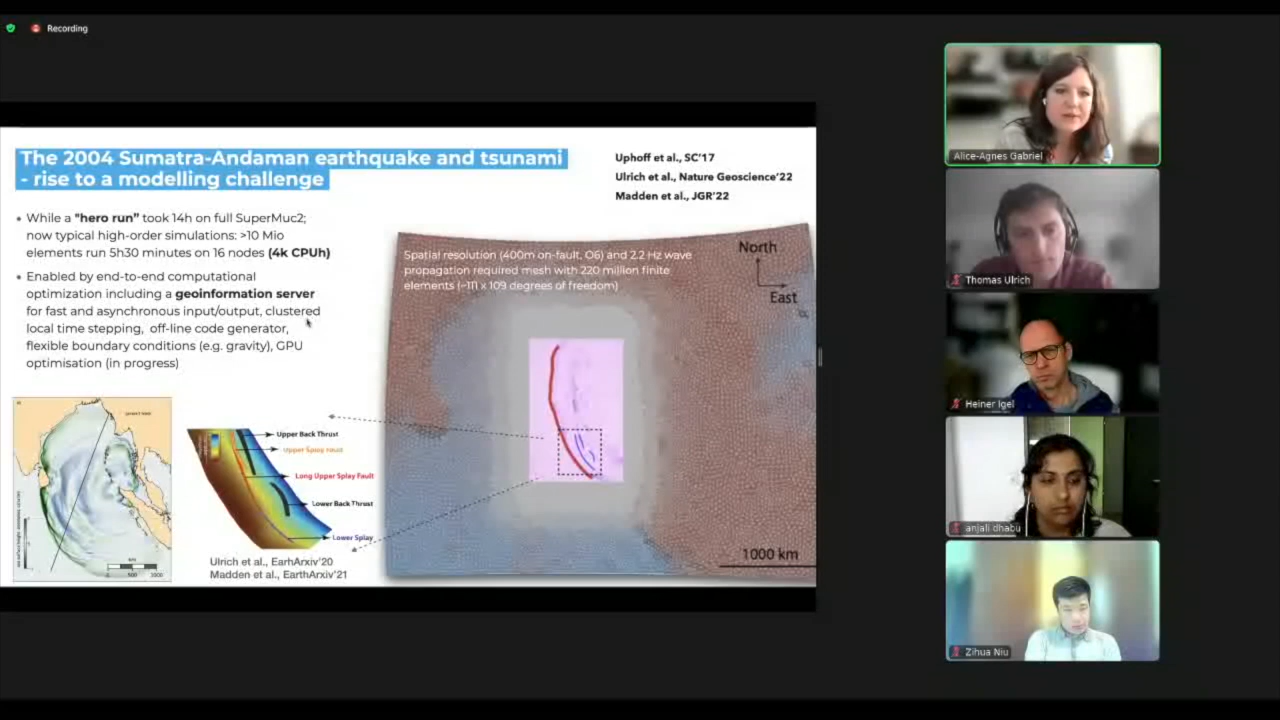 Recording
The 2004 Sumatra-Andaman earthquake and tsunami
- rise to a modelling challenge
Uphoff et al., SC'17
Ulrich et al., Nature Geoscience'22
Madden et al., JGR'22
• While a "hero run" took 14h on full SuperMuc2;
now typical high-order simulations: >10 Mio
elements run 5h30 minutes on 16 nodes (4k CPUh)
• Enabled by end-to-end computational
optimization including a geoinformation server
for fast and asynchronous input/output, clustered
local time stepping, off-line code generator,
flexible boundary conditions (e.g. gravity), GPU
optimisation (in progress)
Spatial resolution (400m on-fault, O6) and 2.2 Hz wave
propagation required mesh with 220 million finite
elements (~111 x 109 degrees of freedom)
North
East
1000 km
Upper Back Thrust
Upper Splay Fault
Long Upper Splay Fault
Lower Back Thrust
Lower Splay
km
0 500 1000
Ulrich et al., EarhArxiv'20
Madden et al., EarthArxiv'21
Alice-Agnes Gabriel
Thomas Ulrich
Heiner Igel
anjali dhabu
Zihua Niu